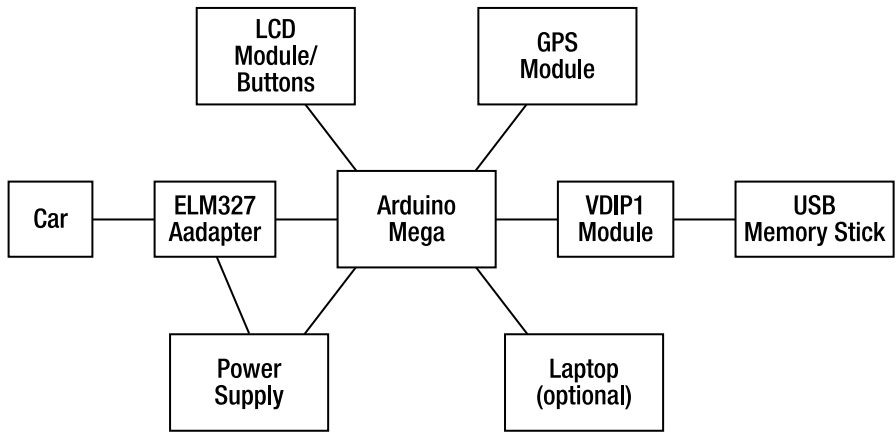 LCD
Module/
Buttons
GPS
Module
Car
ELM327
Aadapter
Arduino
Mega
VDIP1
Module
USB
Memory Stick
Power
Supply
Laptop
(optional)